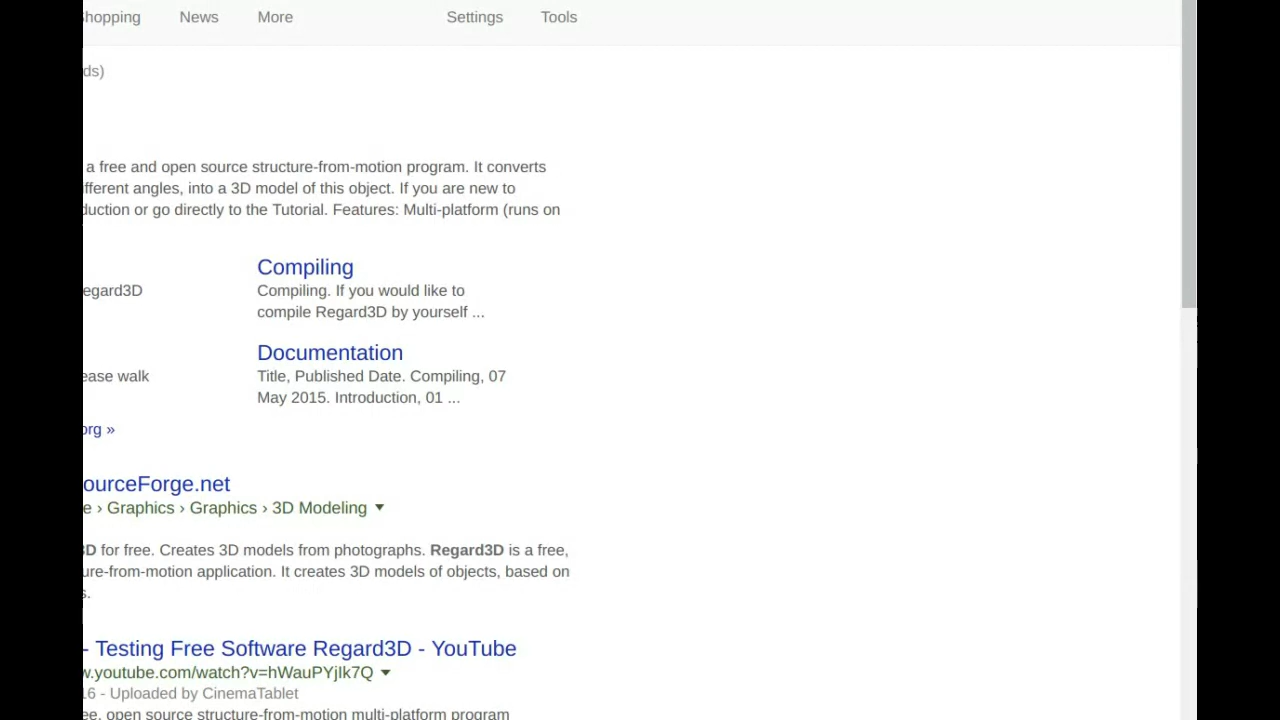 Shopping News More Settings Tools
ds)
a free and open source structure-from-motion program. It converts
fferent angles, into a 3D model of this object. If you are new to
duction or go directly to the Tutorial. Features: Multi-platform (runs on
Compiling
egard3D Compiling. If you would like to
compile Regard3D by yourself ...
Documentation
ease walk Title, Published Date. Compiling, 07
May 2015. Introduction, 01 ...
org »
ourceForge.net
e › Graphics › Graphics › 3D Modeling
3D for free. Creates 3D models from photographs. Regard3D is a free,
ure-from-motion application. It creates 3D models of objects, based on
s.
- Testing Free Software Regard3D - YouTube
w.youtube.com/watch?v=hWauPYjIk7Q
16 - Uploaded by CinemaTablet
ee, open source structure-from-motion multi-platform program